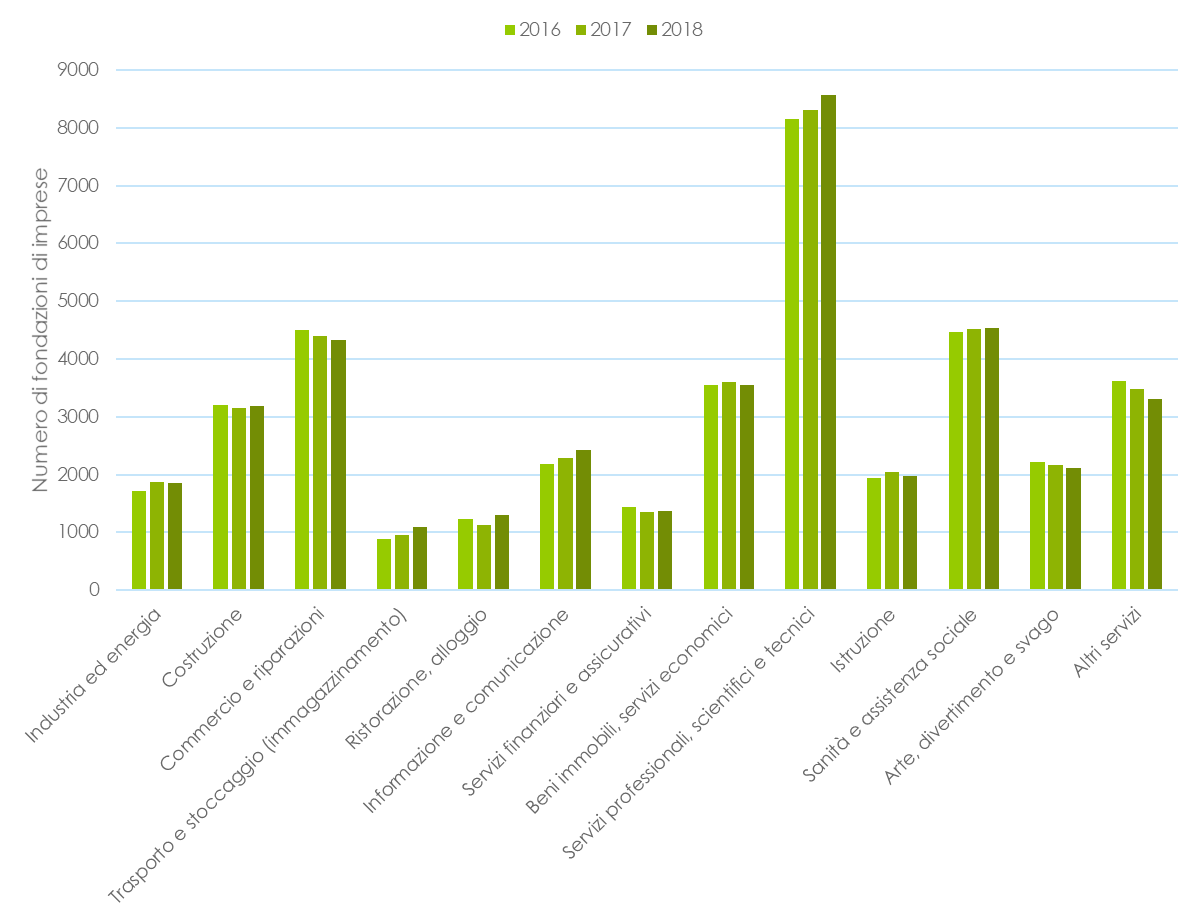 2016 2017 2018
9000
8000
7000
6000
5000
4000
3000
2000
1000
0
Numero di fondazioni di imprese
Industria ed energia
Costruzione
Commercio e riparazioni
Trasporto e stoccaggio (immagazzinamento)
Ristorazione, alloggio
Informazione e comunicazione
Servizi finanziari e assicurativi
Beni immobili, servizi economici
Servizi professionali, scientifici e tecnici
Istruzione
Sanità e assistenza sociale
Arte, divertimento e svago
Altri servizi